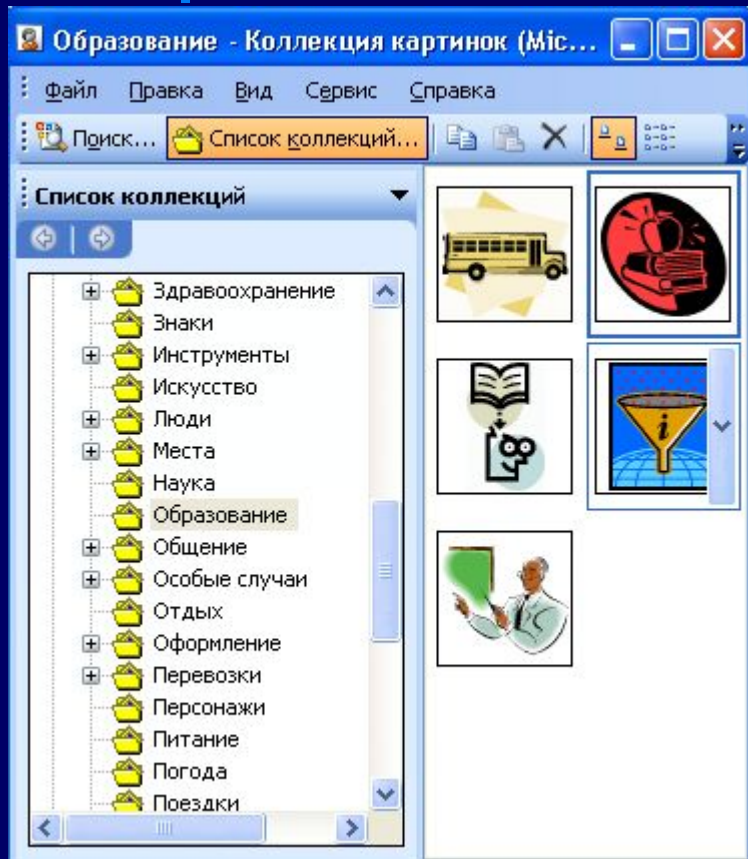 Образование - Коллекция картинок (Mic...
Файл Правка Вид Сервис Справка
Поиск... Список коллекций...
Список коллекций
Здравоохранение
Знаки
Инструменты
Искусство
Люди
Места
Наука
Образование
Общение
Особые случаи
Отдых
Оформление
Перевозки
Персонажи
Питание
Погода
Поездки
i